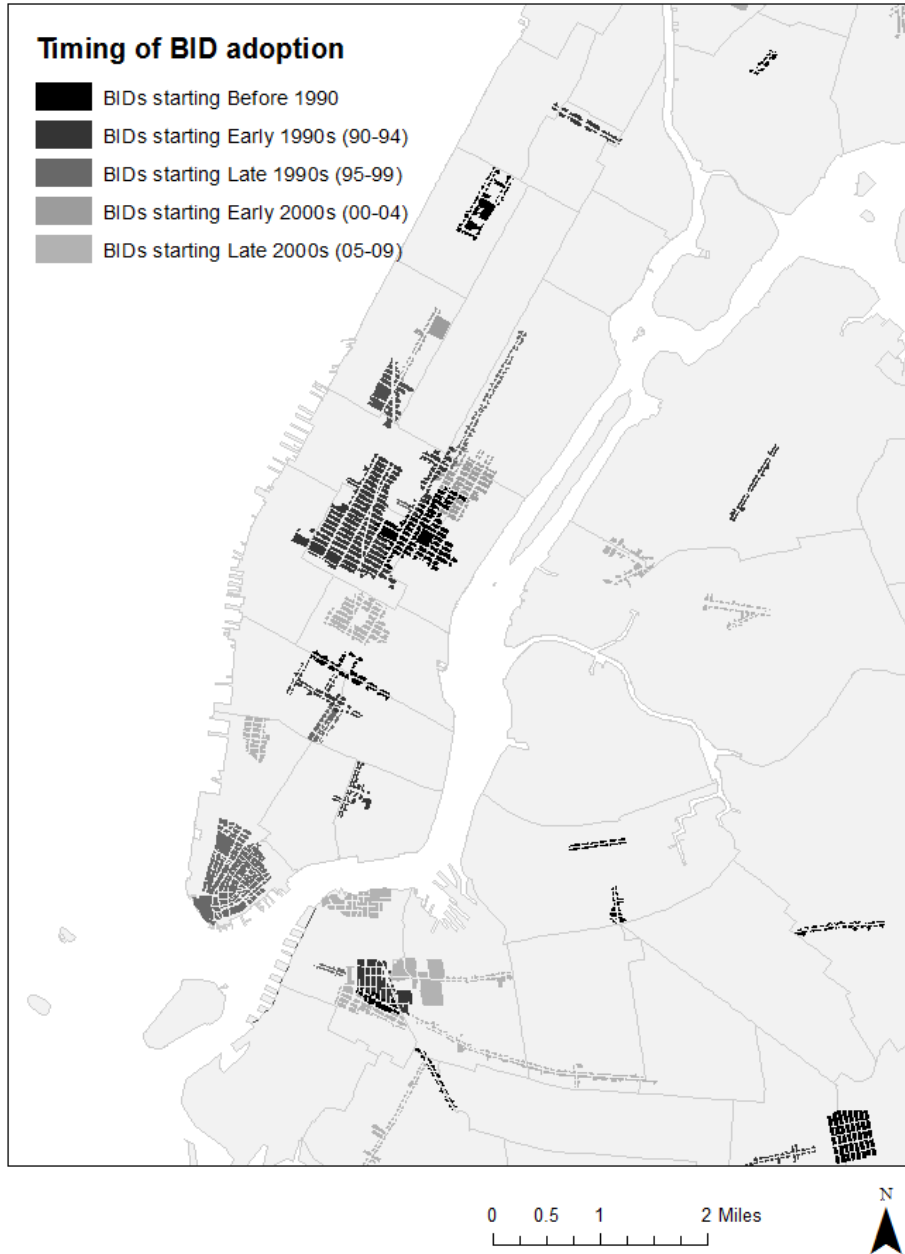 Timing of BID adoption
BIDs starting Before 1990
BIDs starting Early 1990s (90-94)
BIDs starting Late 1990s (95-99)
BIDs starting Early 2000s (00-04)
BIDs starting Late 2000s (05-09)
N
0 0.5 1 2 Miles